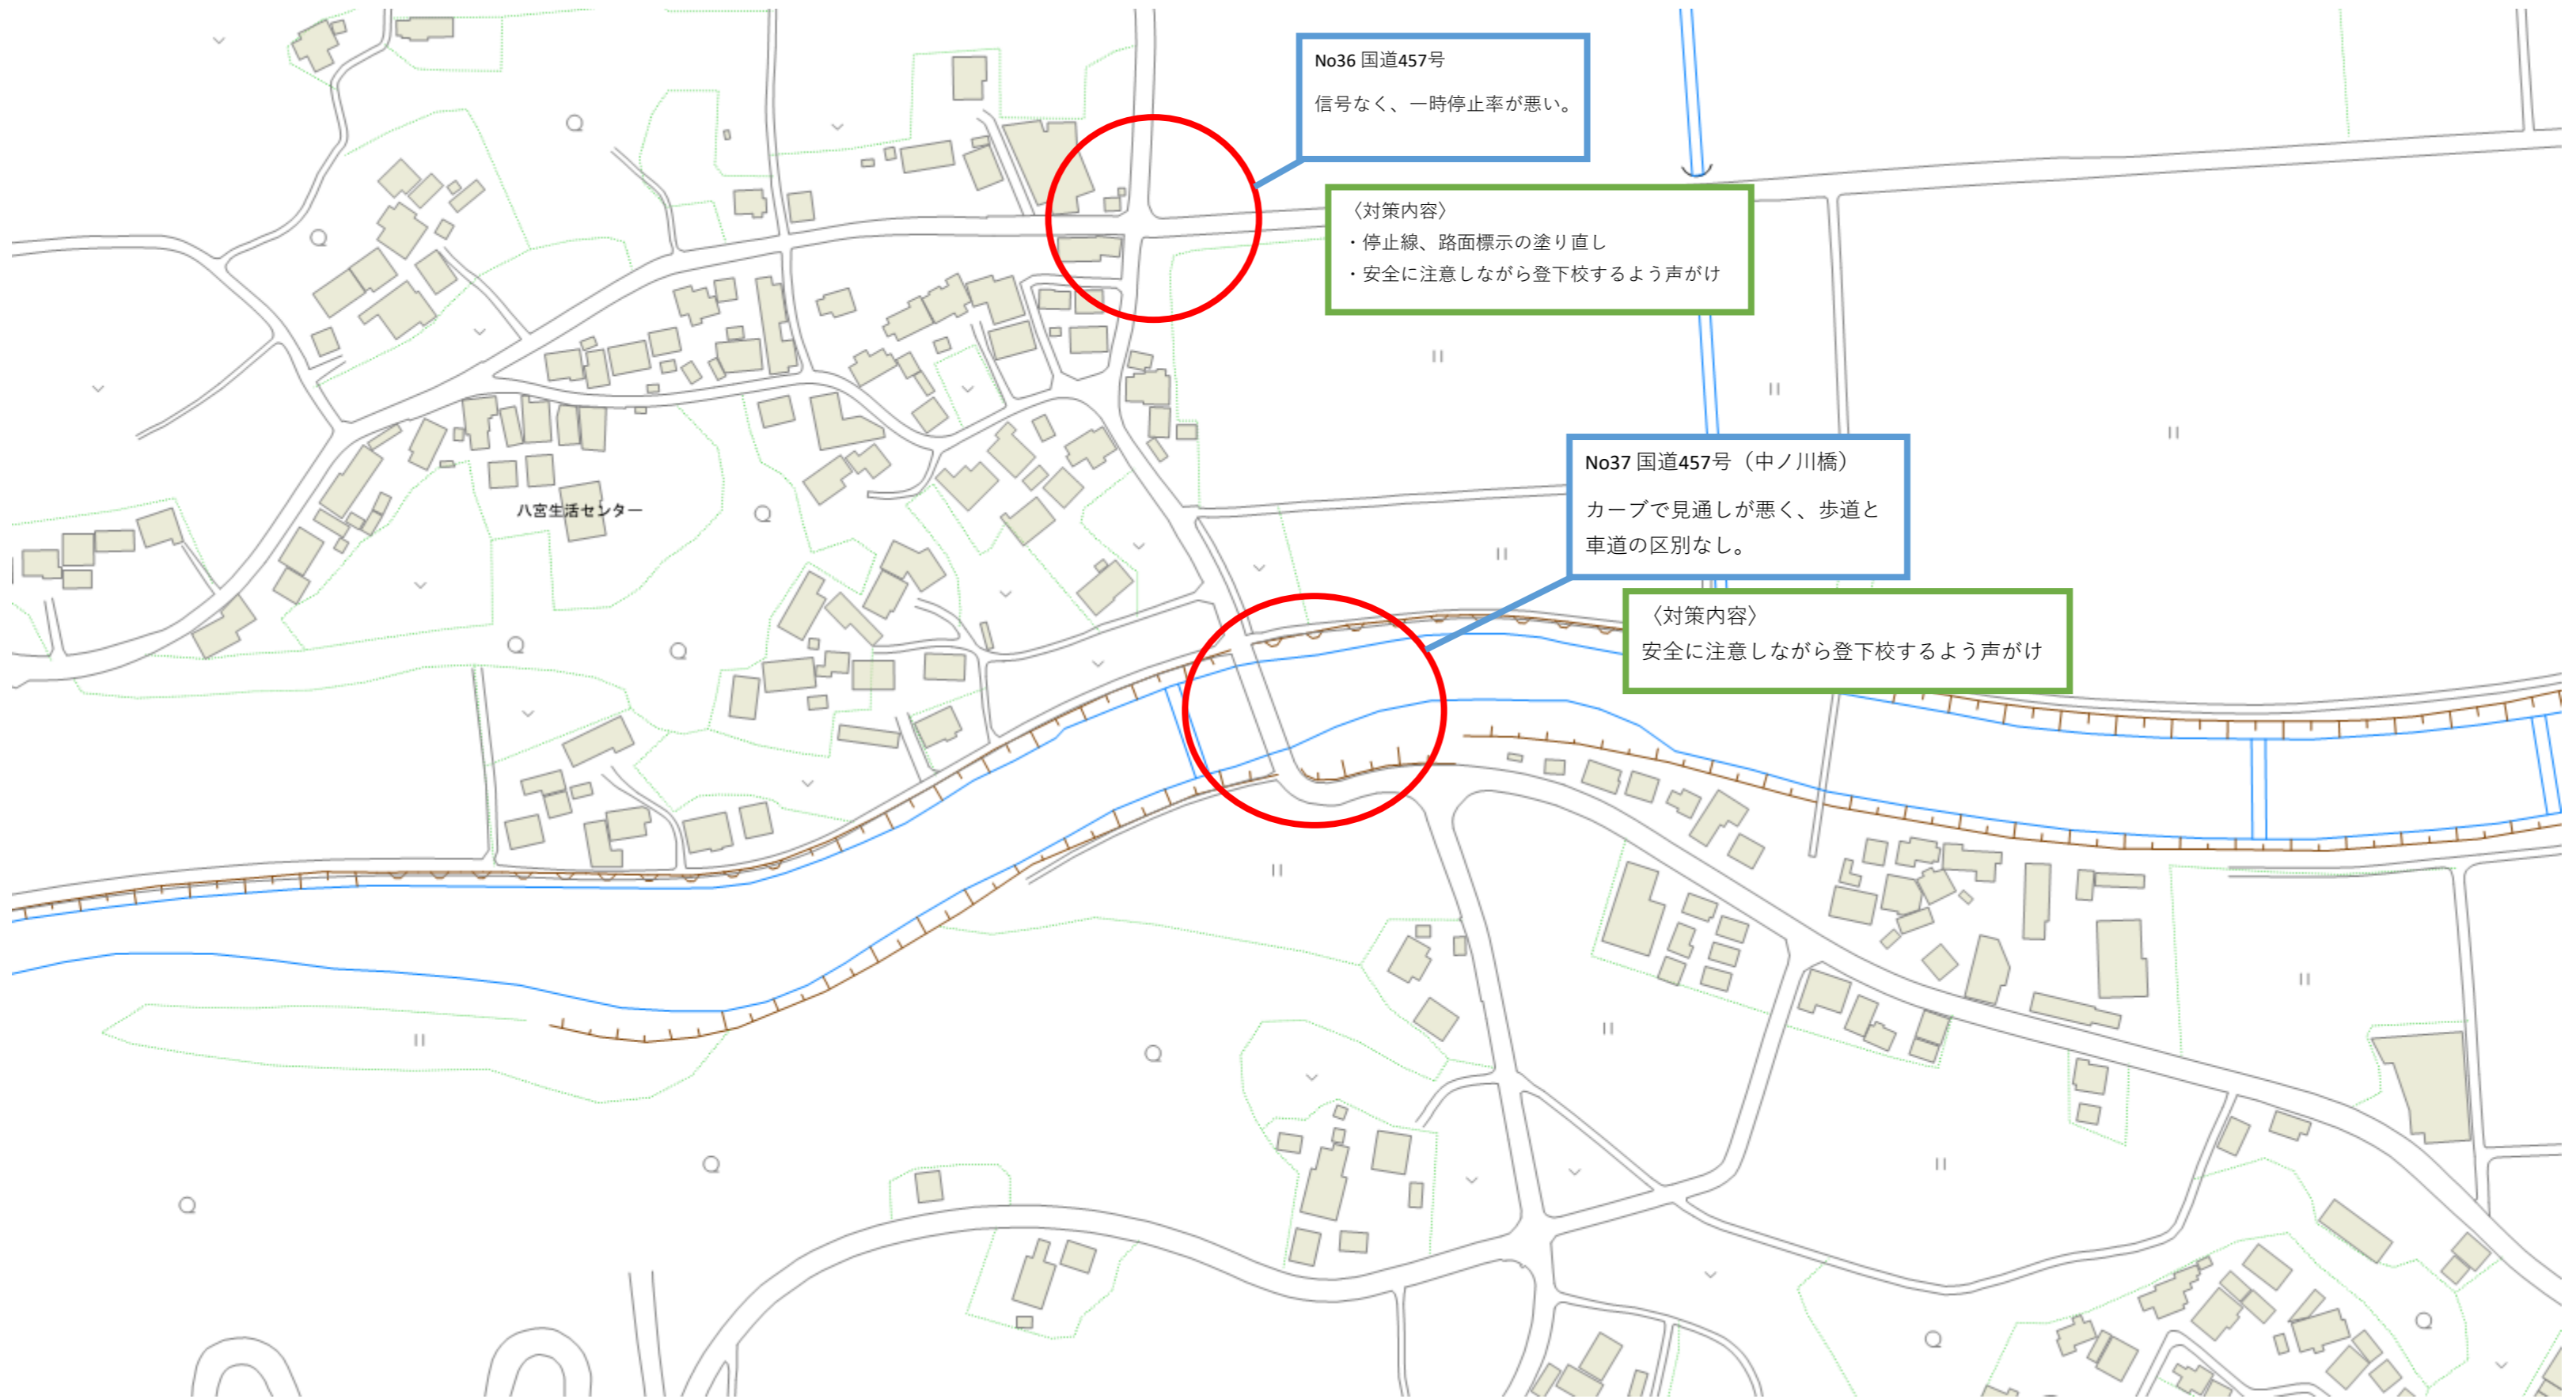 No36 国道457号
信号なく、一時停止率が悪い。
〈対策内容〉
・停止線、路面標示の塗り直し
・安全に注意しながら登下校するよう声がけ
No37 国道457号（中ノ川橋）
カーブで見通しが悪く、歩道と
車道の区別なし。
八宮生活センター
〈対策内容〉
安全に注意しながら登下校するよう声がけ